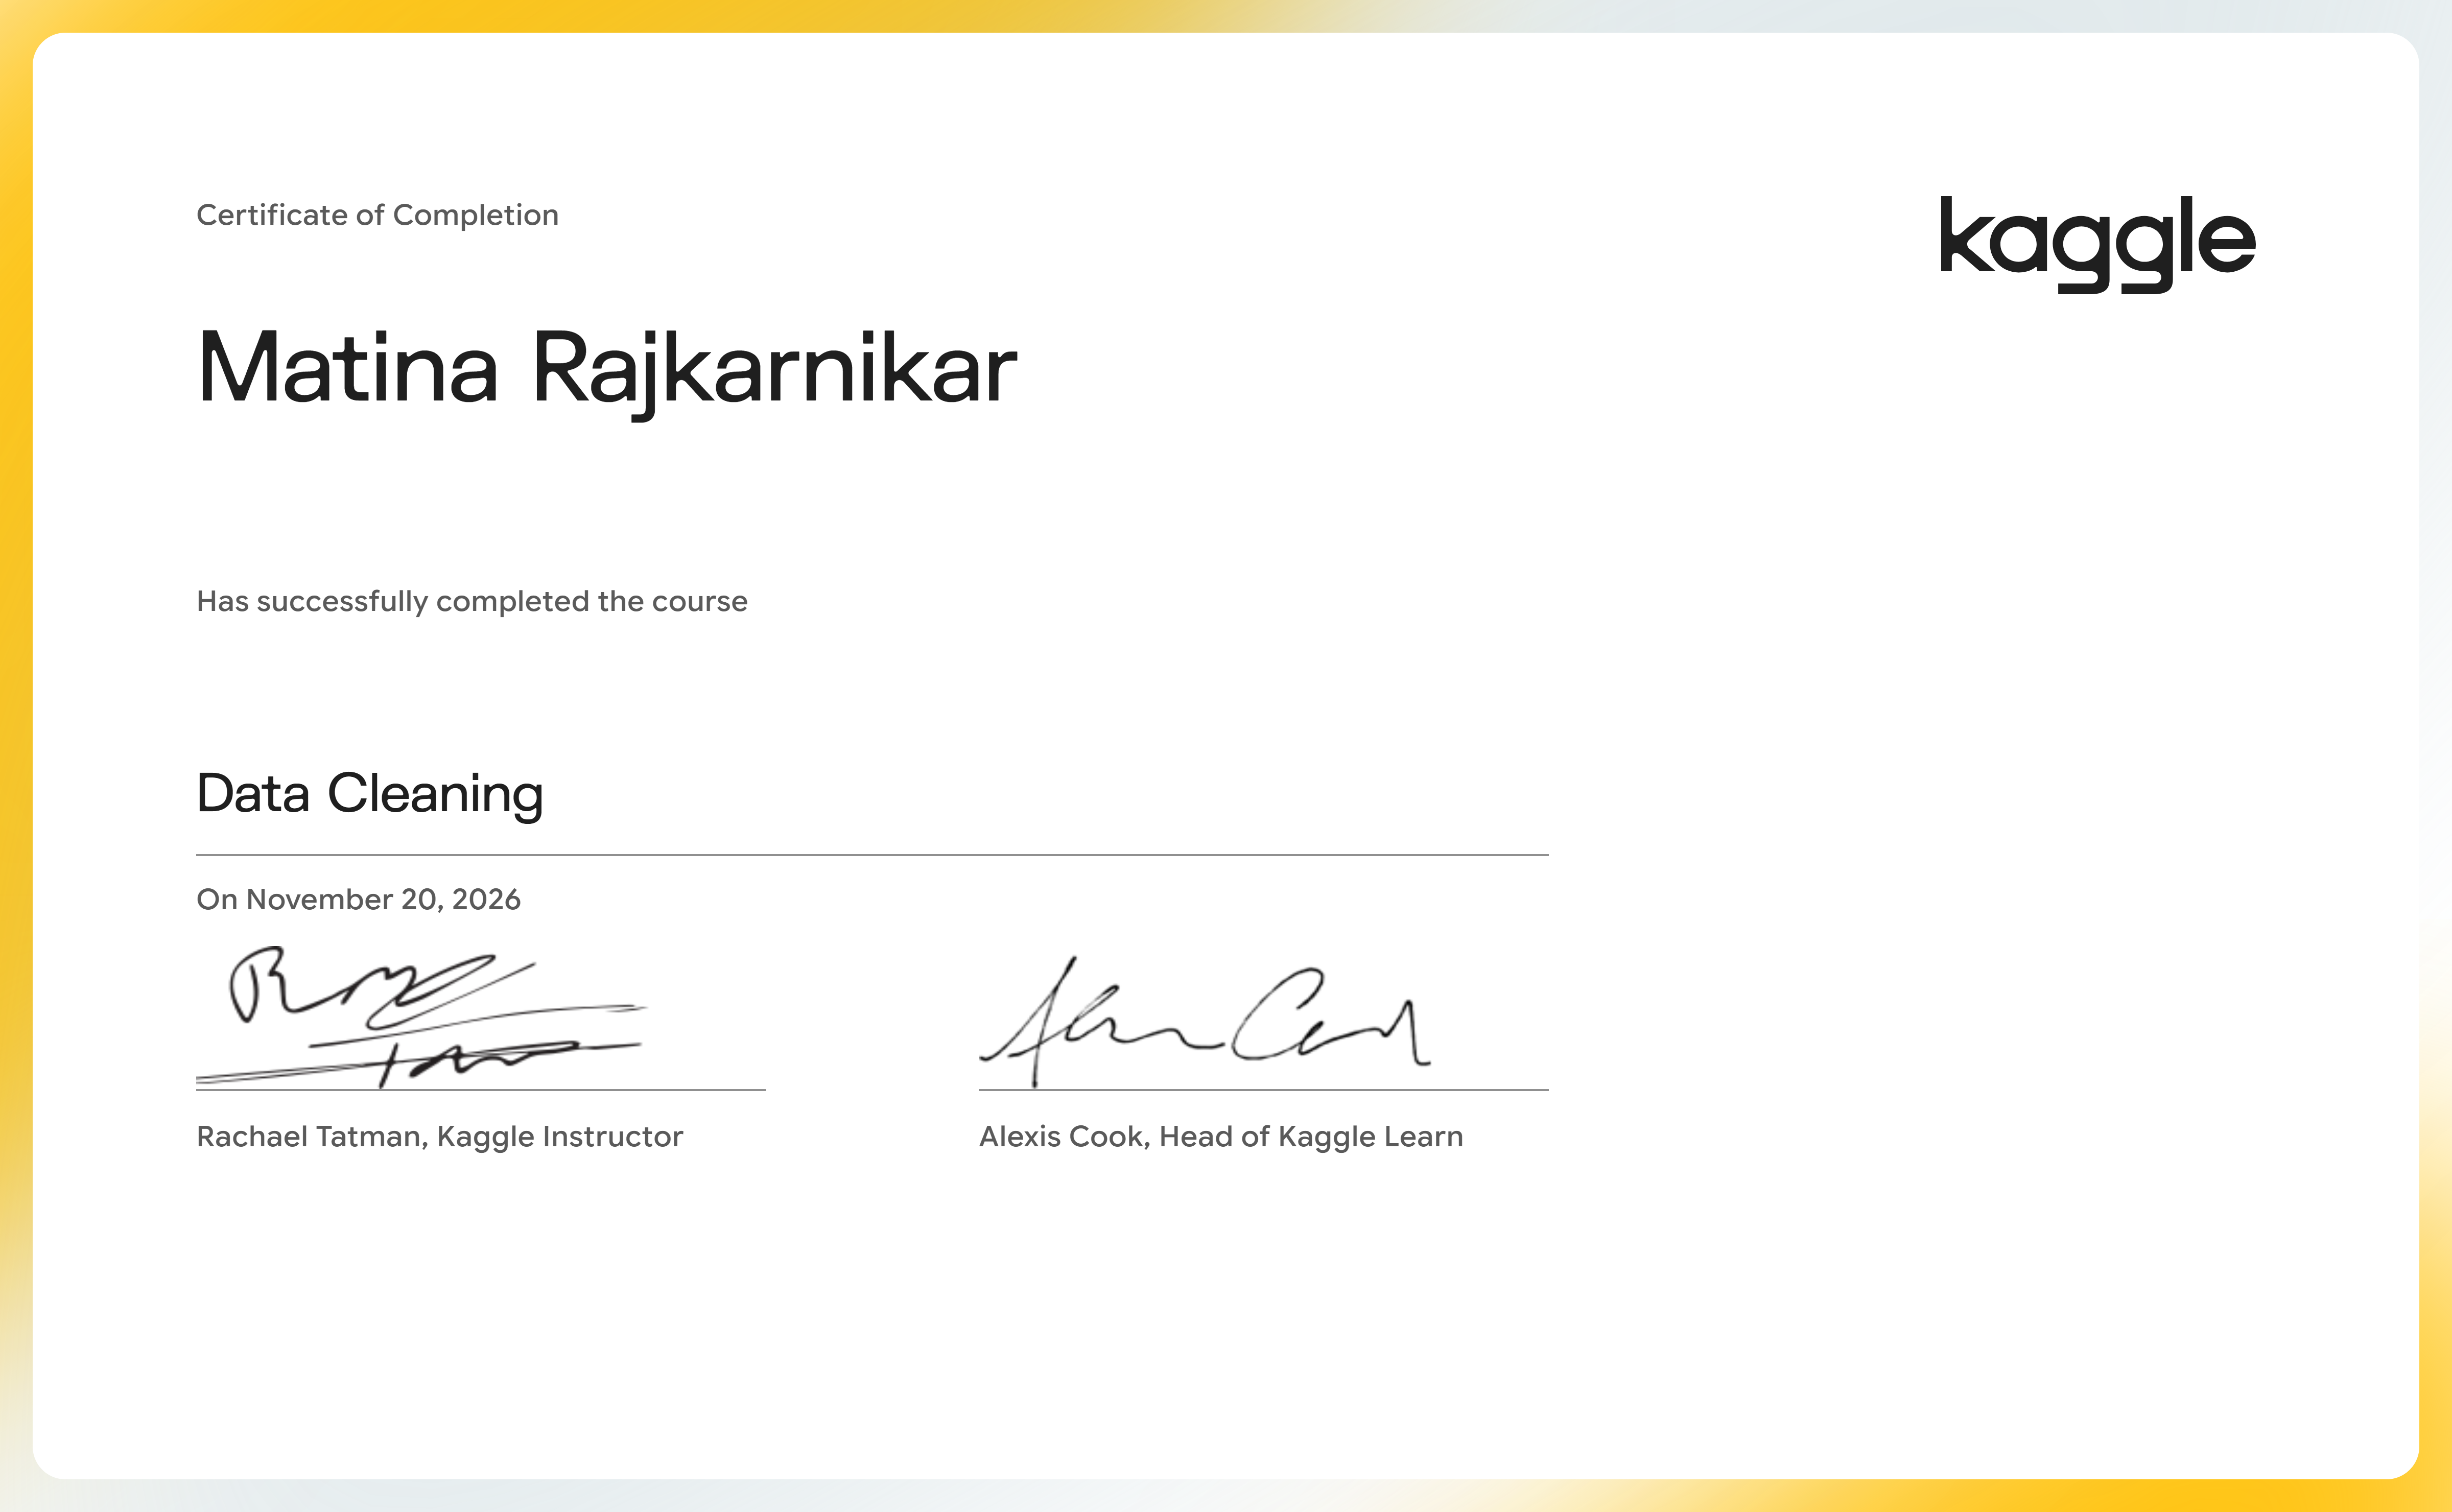 Certificate of Completion
kaggle
Matina Rajkarnikar
Has successfully completed the course
Data Cleaning
On November 20, 2026
Rachael Tatman, Kaggle Instructor
Alexis Cook, Head of Kaggle Learn